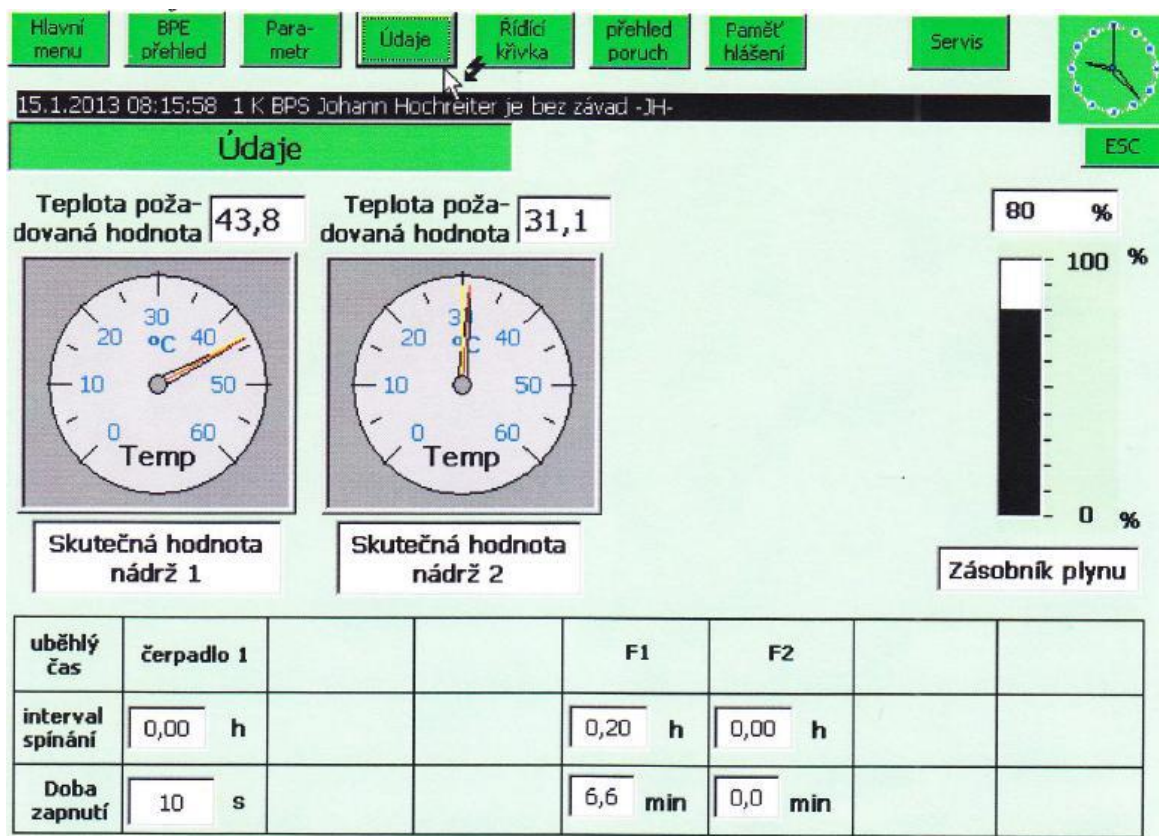 Hlavní
menu
BPE
přehled
Para-
metr
Údaje
Řídící
křivka
přehled
poruch
Paměť
hlášení
Servis
15.1.2013 08:15:58 1 K BPS Johann Hochreiter je bez závad -JH-
Údaje
ESC
Teplota poža-
dovaná hodnota
43,8
Teplota poža-
dovaná hodnota
31,1
80 %
0
10
20
30
40
50
60
°C
Temp
0
10
20
40
50
60
°C
Temp
100 %
0 %
Skutečná hodnota
nádrž 1
Skutečná hodnota
nádrž 2
Zásobník plynu
uběhlý
čas
čerpadlo 1
F1
F2
interval
spínání
0,00 h
0,20 h
0,00 h
Doba
zapnutí
10 s
6,6 min
0,0 min